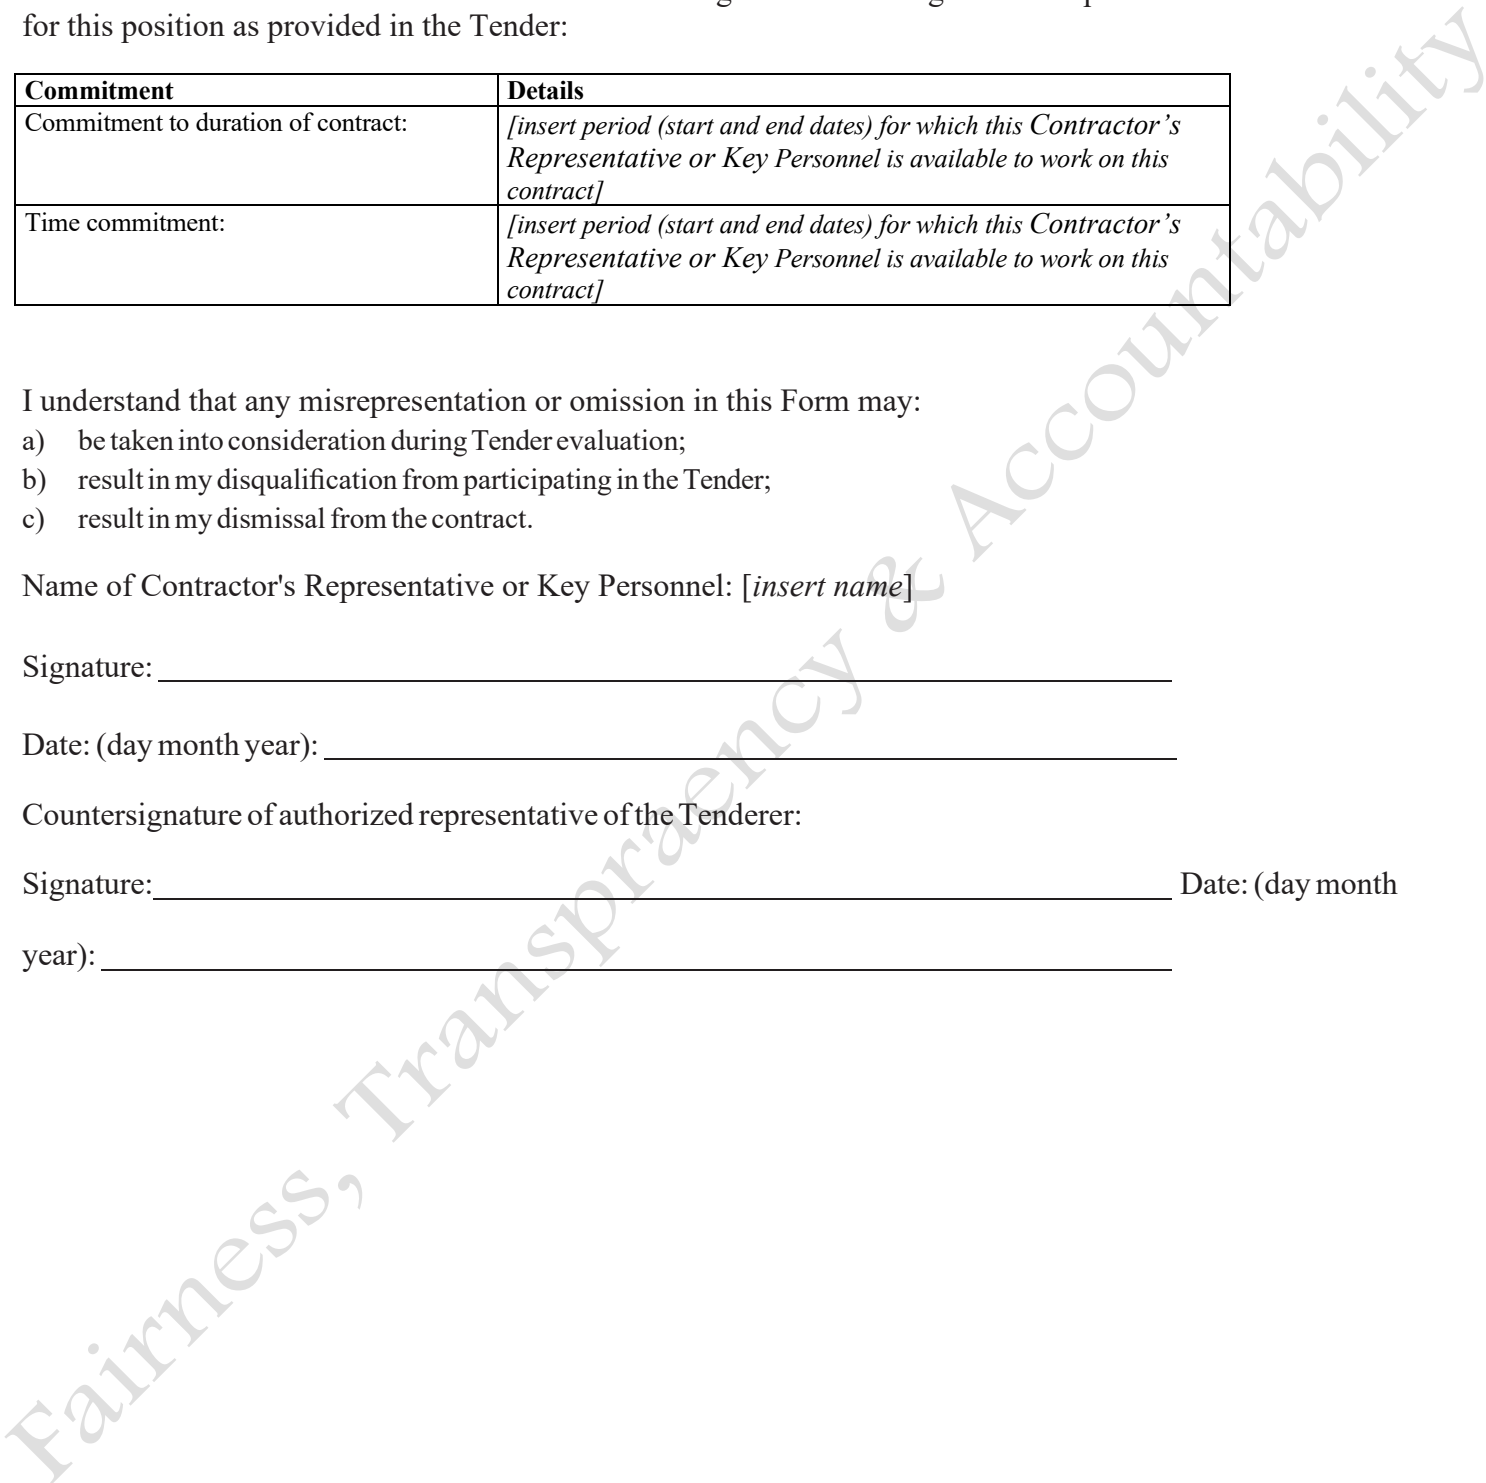 for this position as provided in the Tender:
Commitment Details
Commitment to duration of contract: [insert period (start and end dates) for which this Contractor’s
Representative or Key Personnel is available to work on this
contract]
Time commitment: [insert period (start and end dates) for which this Contractor’s
Representative or Key Personnel is available to work on this
contract]
I understand that any misrepresentation or omission in this Form may:
a) be taken into consideration during Tender evaluation;
b) result in my disqualification from participating in the Tender;
c) result in my dismissal from the contract.
Name of Contractor's Representative or Key Personnel: [insert name]
Signature:
Date: (day month year):
Countersignature of authorized representative of the Tenderer:
Signature: Date: (day month
year):
Fairness, Transpraency & Accountability